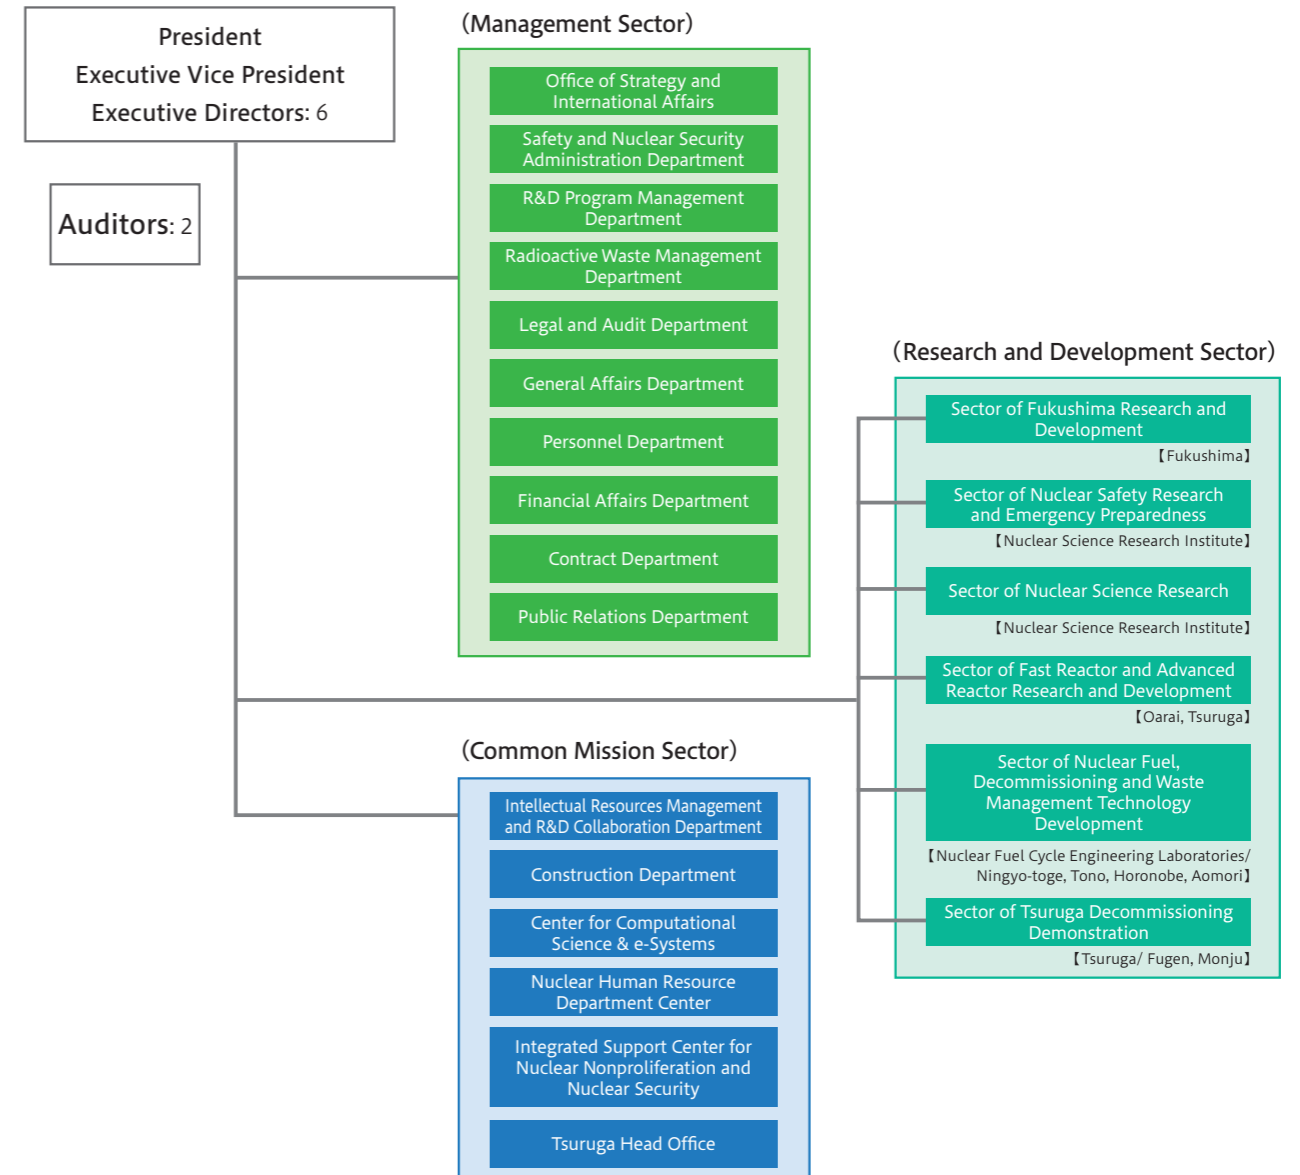 President
Executive Vice President
Executive Directors: 6
Auditors: 2
(Management Sector)
Office of Strategy and
International Affairs
Safety and Nuclear Security
Administration Department
R&D Program Management
Department
Radioactive Waste Management
Department
Legal and Audit Department
General Affairs Department
Personnel Department
Financial Affairs Department
Contract Department
Public Relations Department
(Common Mission Sector)
Intellectual Resources Management
and R&D Collaboration Department
Construction Department
Center for Computational
Science & e-Systems
Nuclear Human Resource
Department Center
Integrated Support Center for
Nuclear Nonproliferation and
Nuclear Security
Tsuruga Head Office
(Research and Development Sector)
Sector of Fukushima Research and
Development
【Fukushima】
Sector of Nuclear Safety Research
and Emergency Preparedness
【Nuclear Science Research Institute】
Sector of Nuclear Science Research
【Nuclear Science Research Institute】
Sector of Fast Reactor and Advanced
Reactor Research and Development
【Oarai, Tsuruga】
Sector of Nuclear Fuel,
Decommissioning and Waste
Management Technology
Development
【Nuclear Fuel Cycle Engineering Laboratories/
Ningyo-toge, Tono, Horonobe, Aomori】
Sector of Tsuruga Decommissioning
Demonstration
【Tsuruga/ Fugen, Monju】